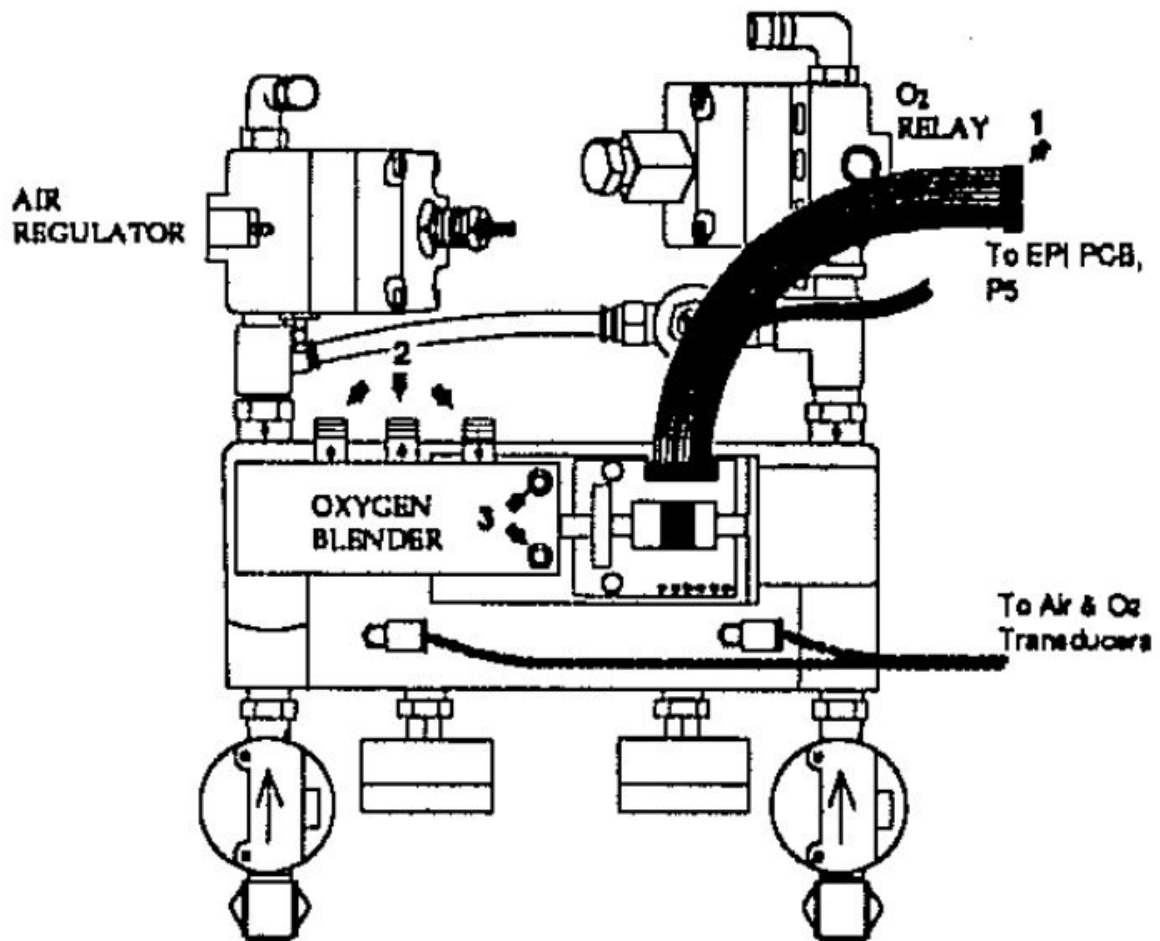 O2
RELAY
1
AIR
REGULATOR
To EPI PCB,
P5
2
OXYGEN
BLENDER
3
To Air & O2
Transducers